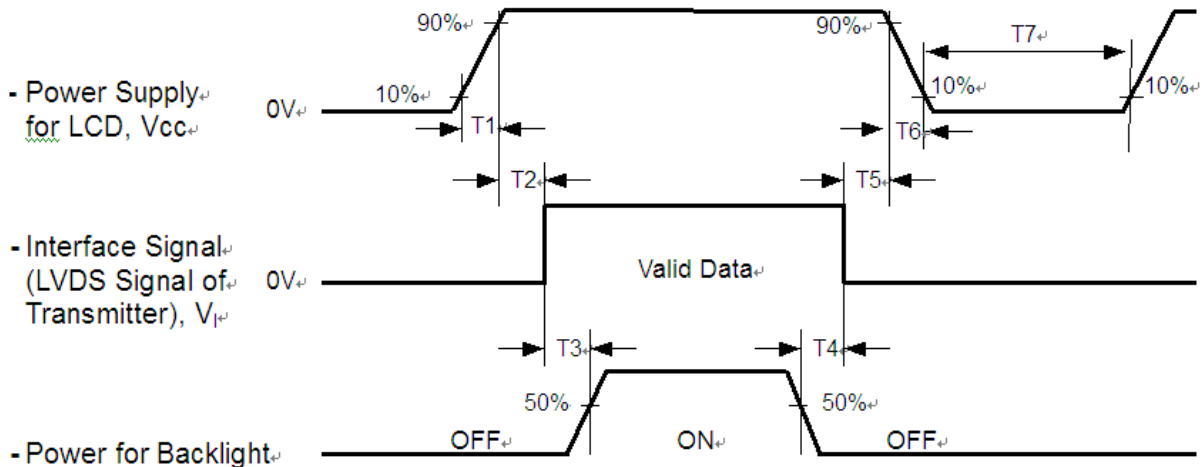 90%
90%
T7
- Power Supply
for LCD, Vcc
10%
0V
10%
10%
T1
T6
T2
T5
- Interface Signal
(LVDS Signal of
Transmitter), VI
0V
Valid Data
T3
T4
50%
50%
- Power for Backlight
OFF
ON
OFF